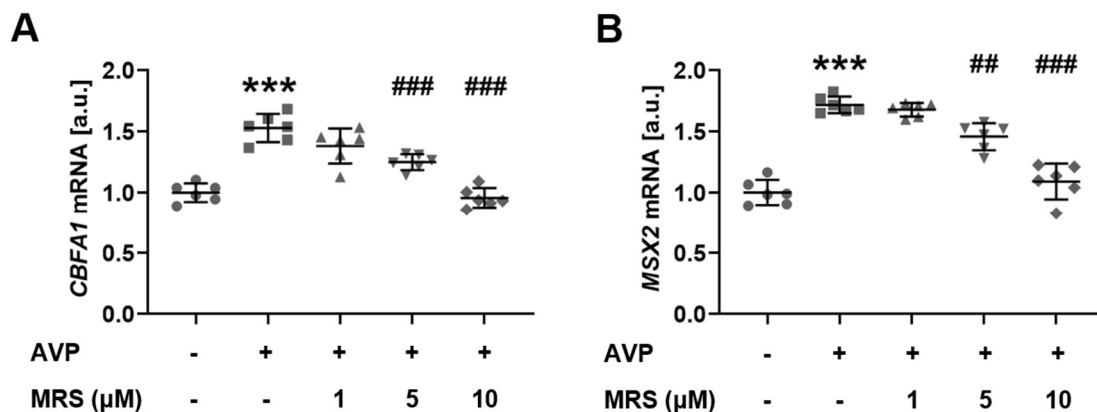 A
CBFA1 mRNA [a.u.]
2.0
1.5
1.0
0.5
0.0
*** ### ###
AVP - + + + +
MRS (µM) - - 1 5 10
B
MSX2 mRNA [a.u.]
2.0
1.5
1.0
0.5
0.0
*** ## ###
AVP - + + + +
MRS (µM) - - 1 5 10